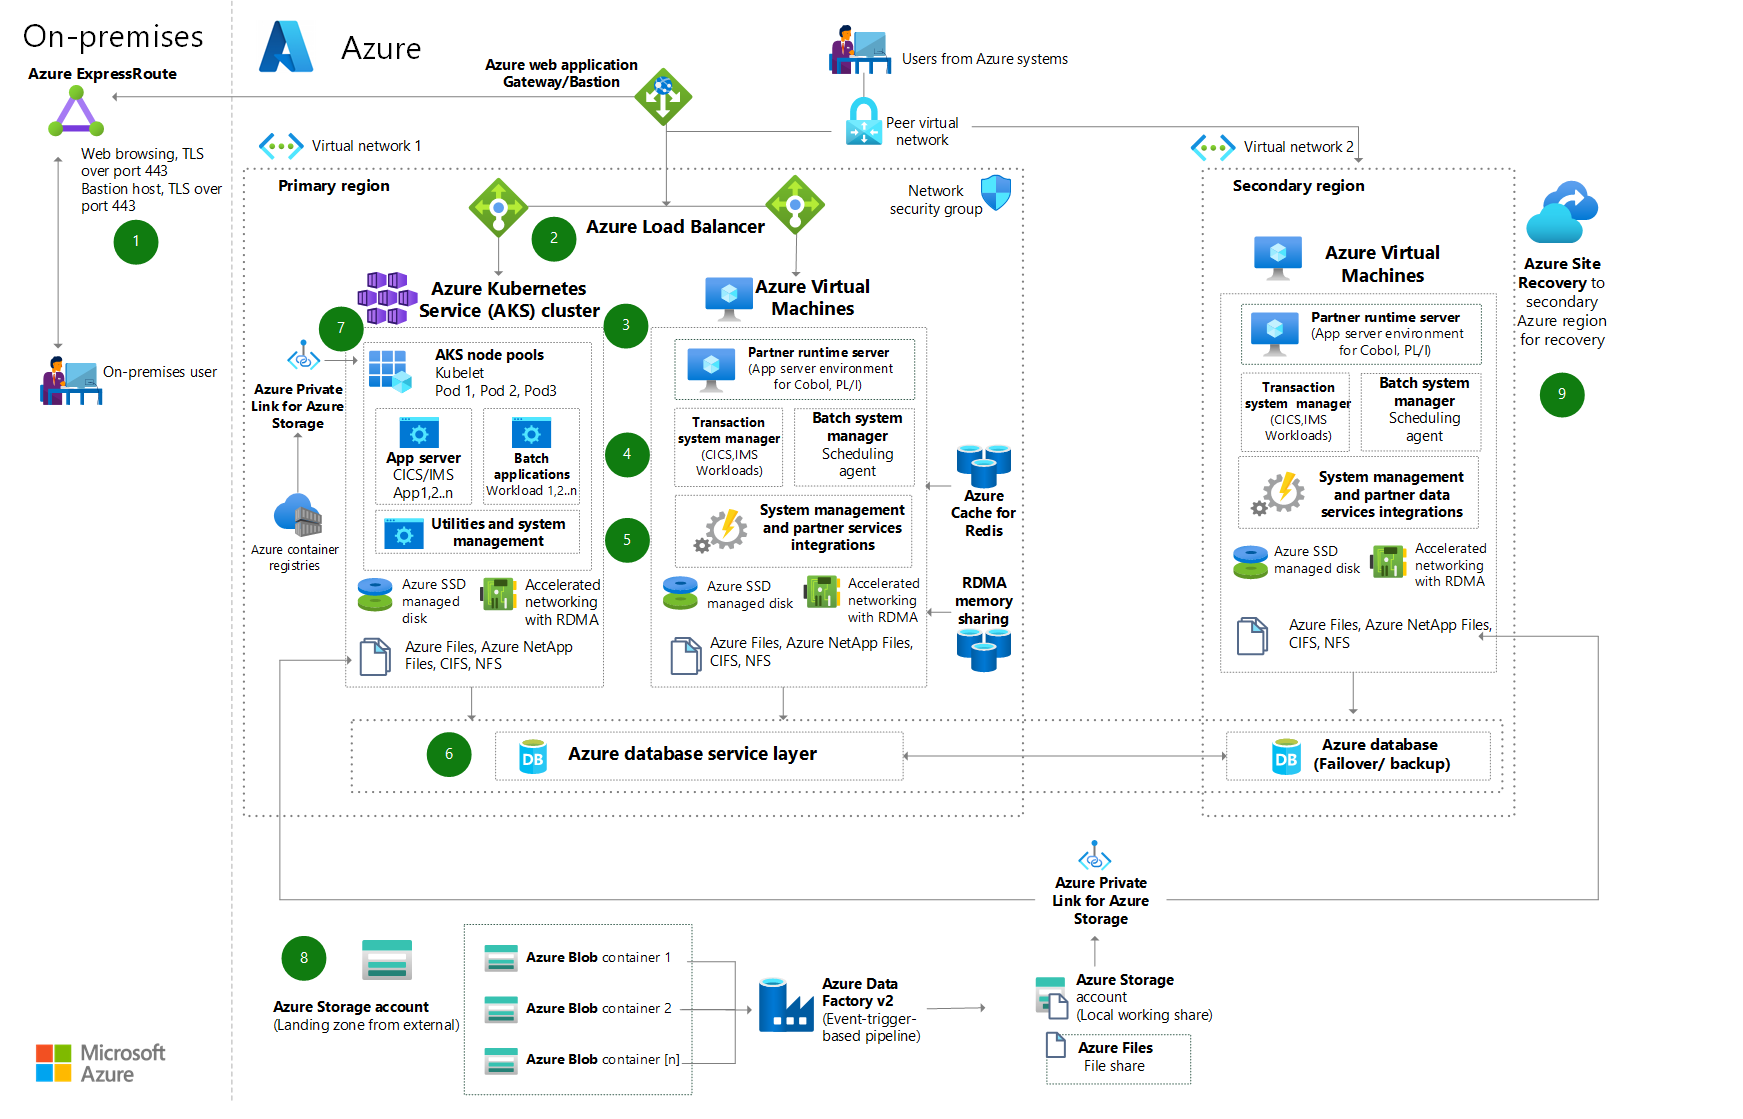 On-premises
Azure ExpressRoute
Web browsing, TLS
over port 443
Bastion host, TLS over
port 443
1
On-premises user
Azure
Azure web application
Gateway/Bastion
Users from Azure systems
Peer virtual
network
Virtual network 1
Virtual network 2
Primary region
Network
security group
2
Azure Load Balancer
Azure Kubernetes
Service (AKS) cluster
Azure Virtual
Machines
7
3
AKS node pools
Kubelet
Pod 1, Pod 2, Pod3
Azure Private
Link for Azure
Storage
App server
CICS/IMS
App1,2..n
Batch
applications
Workload 1,2..n
Utilities and system
management
Azure container
registries
Azure SSD
managed
disk
Accelerated
networking
with RDMA
Azure Files, Azure NetApp
Files, CIFS, NFS
4
5
Partner runtime server
(App server environment
for Cobol, PL/I)
Transaction
system manager
(CICS,IMS
Workloads)
Batch system
manager
Scheduling
agent
System management
and partner services
integrations
Azure SSD
managed disk
Accelerated
networking
with RDMA
Azure Files, Azure NetApp Files,
CIFS, NFS
Azure
Cache for
Redis
RDMA
memory
sharing
Secondary region
Azure Virtual
Machines
Partner runtime server
(App server environment
for Cobol, PL/I)
Transaction
system manager
(CICS,IMS
Workloads)
Batch system
manager
Scheduling
agent
System management
and partner data
services integrations
Azure SSD
managed disk
Accelerated
networking
with RDMA
Azure Files, Azure NetApp Files,
CIFS, NFS
Azure Site
Recovery to
secondary
Azure region
for recovery
9
6
DB
Azure database service layer
DB
Azure database
(Failover/ backup)
Azure Private
Link for Azure
Storage
8
Azure Storage account
(Landing zone from external)
Azure Blob container 1
Azure Blob container 2
Azure Blob container [n]
Azure Data
Factory v2
(Event-trigger-
based pipeline)
Azure Storage
account
(Local working share)
Azure Files
File share
Microsoft
Azure